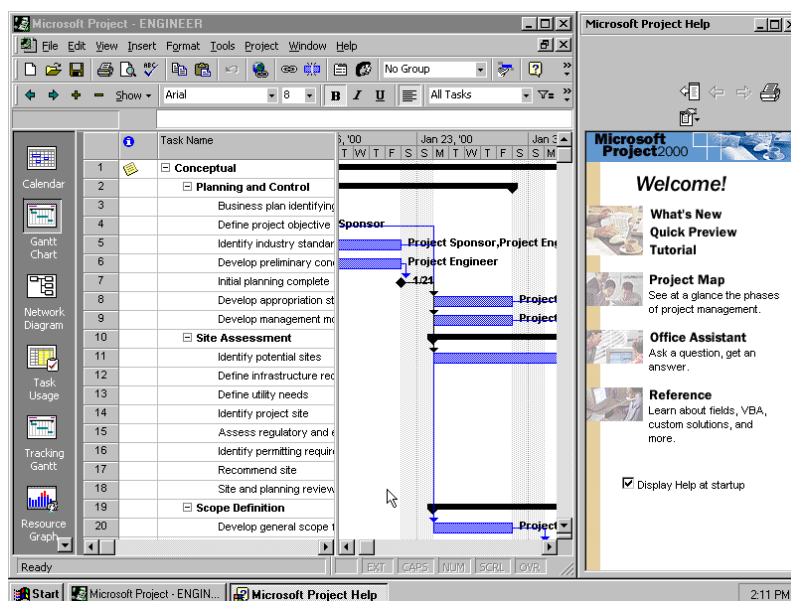 Microsoft Project - ENGINEER
File Edit View Insert Format Tools Project Window Help
No Group
Show
Arial
8
B I U
All Tasks
Task Name
, '00 Jan 23, '00 Jan 3
T W T F S S M T W T F S S M
Calendar
Gantt
Chart
Network
Diagram
Task
Usage
Tracking
Gantt
Resource
Graph
1 Conceptual
2 Planning and Control
3 Business plan identifying
4 Define project objective Sponsor
5 Identify industry standar Project Sponsor,Project Eng
6 Develop preliminary con Project Engineer
7 Initial planning complete 1/21
8 Develop appropriation st Project
9 Develop management mo Project
10 Site Assessment
11 Identify potential sites
12 Define infrastructure req
13 Define utility needs
14 Identify project site
15 Assess regulatory and e
16 Identify permitting require
17 Recommend site
18 Site and planning review
19 Scope Definition
20 Develop general scope Project
Ready
EXT CAPS NUM SCRL OVR
Microsoft Project Help
Microsoft
Project2000
Welcome!
What's New
Quick Preview
Tutorial
Project Map
See at a glance the phases
of project management.
Office Assistant
Ask a question, get an
answer.
Reference
Learn about fields, VBA,
custom solutions, and
more.
Display Help at startup
Start
Microsoft Project - ENGIN...
Microsoft Project Help
2:11 PM